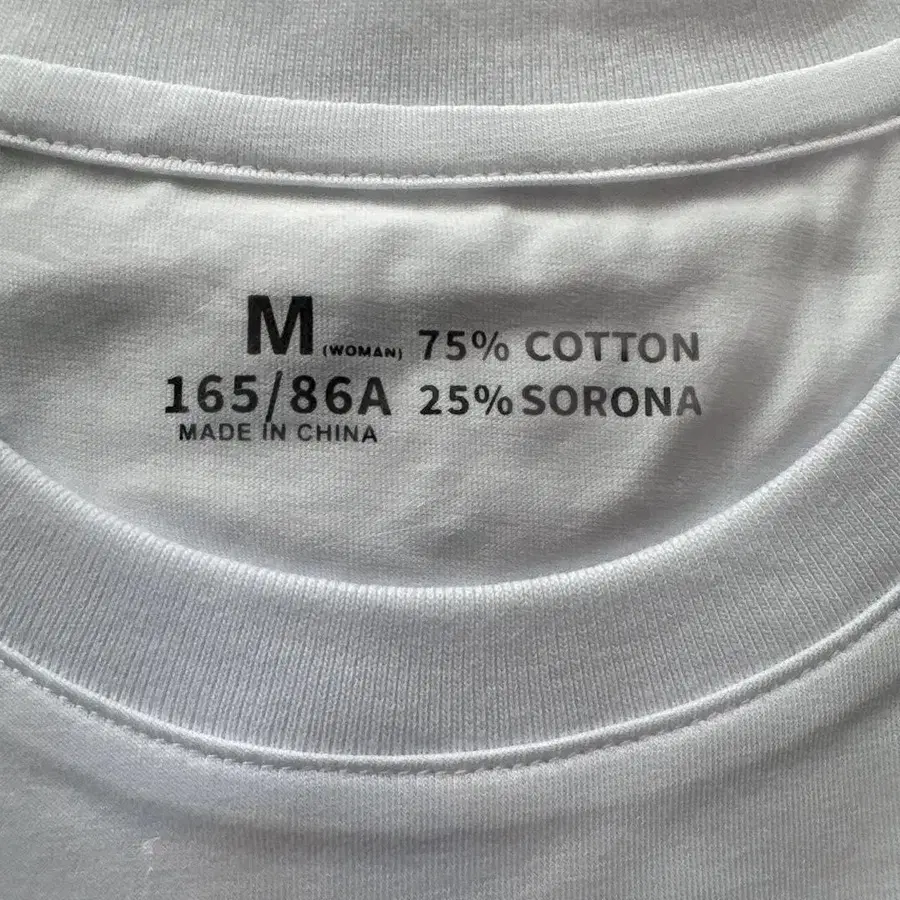 M (WOMAN)
165/86A
MADE IN CHINA
75% COTTON
25% SORONA